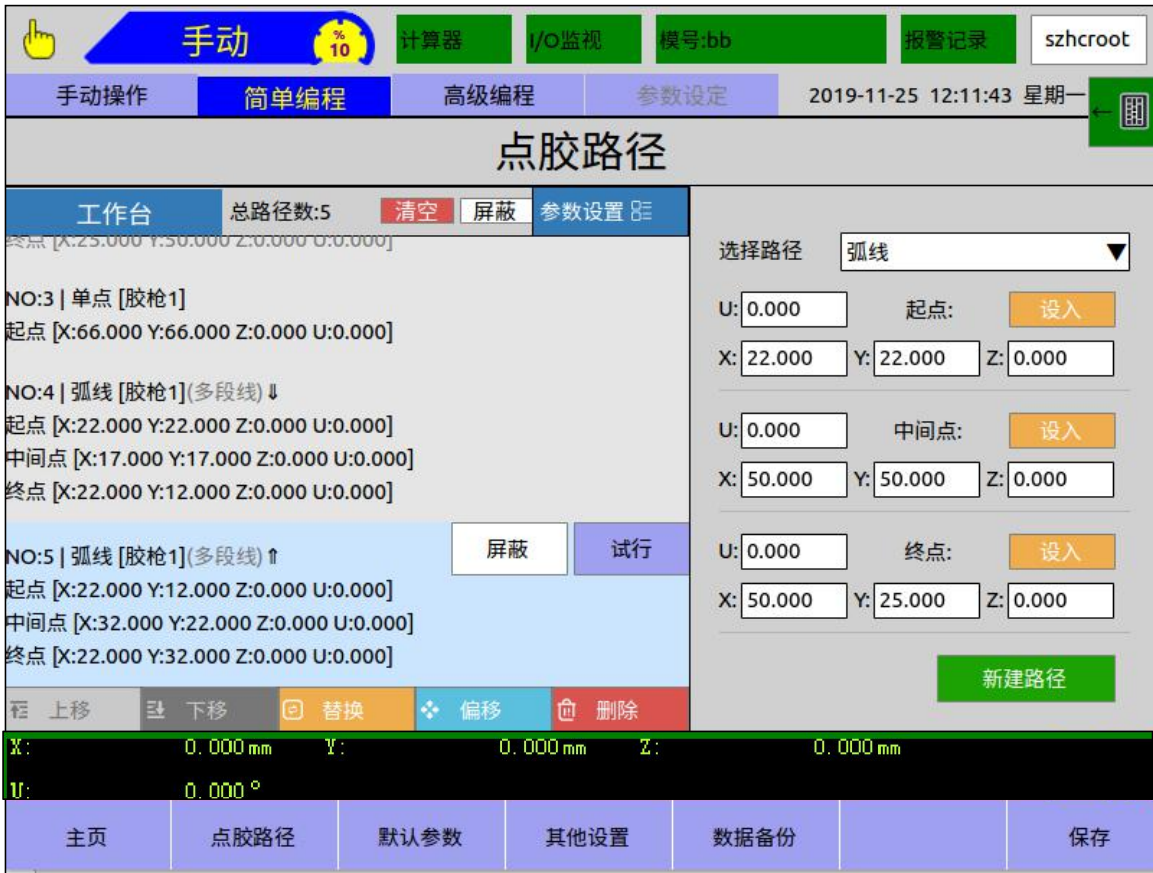 手动 % 10 计算器 I/O监视 模号:bb 报警记录 szhcroot
手动操作 简单编程 高级编程 参数设定 2019-11-25 12:11:43 星期一 ←
点胶路径
工作台 总路径数:5 清空 屏蔽 参数设置
终点 [X:25.000 Y:50.000 Z:0.000 U:0.000]
NO:3 | 单点 [胶枪1]
起点 [X:66.000 Y:66.000 Z:0.000 U:0.000]
NO:4 | 弧线 [胶枪1](多段线)⇓
起点 [X:22.000 Y:22.000 Z:0.000 U:0.000]
中间点 [X:17.000 Y:17.000 Z:0.000 U:0.000]
终点 [X:22.000 Y:12.000 Z:0.000 U:0.000]
NO:5 | 弧线 [胶枪1](多段线)⇑ 屏蔽 试行
起点 [X:22.000 Y:12.000 Z:0.000 U:0.000]
中间点 [X:32.000 Y:22.000 Z:0.000 U:0.000]
终点 [X:22.000 Y:32.000 Z:0.000 U:0.000]
上移 下移 替换 偏移 删除
选择路径 弧线 ▼
U: 0.000 起点: 设入
X: 22.000 Y: 22.000 Z: 0.000
U: 0.000 中间点: 设入
X: 50.000 Y: 50.000 Z: 0.000
U: 0.000 终点: 设入
X: 50.000 Y: 25.000 Z: 0.000
新建路径
X: 0.000mm Y: 0.000mm Z: 0.000mm
U: 0.000°
主页 点胶路径 默认参数 其他设置 数据备份 保存